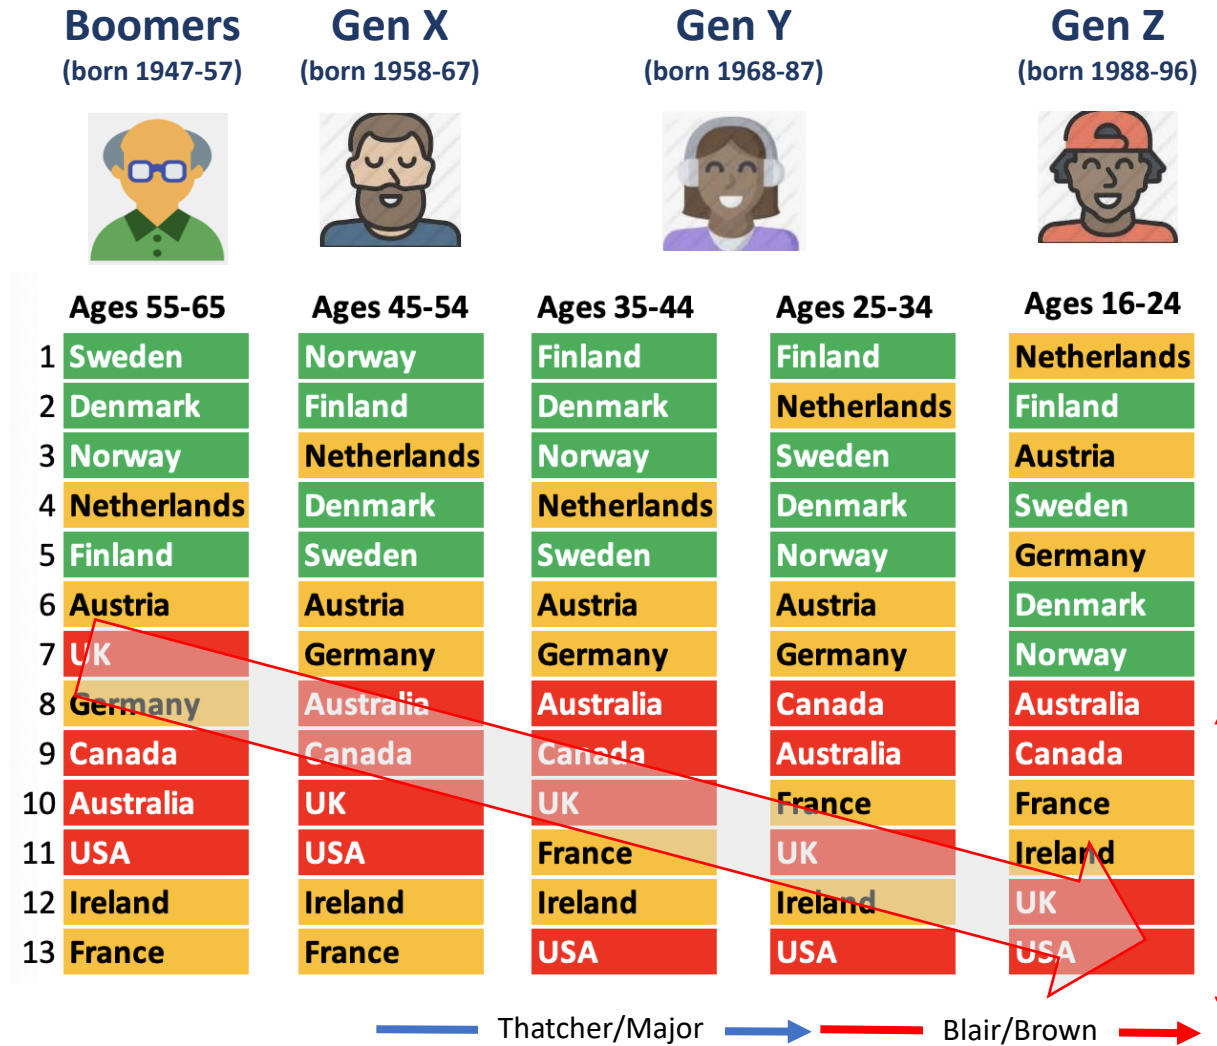 Boomers Gen X Gen Y Gen Z
(born 1947-57) (born 1958-67) (born 1968-87) (born 1988-96)
Ages 55-65 Ages 45-54 Ages 35-44 Ages 25-34 Ages 16-24
1 Sweden Norway Finland Finland Netherlands
2 Denmark Finland Denmark Netherlands Finland
3 Norway Netherlands Norway Sweden Austria
4 Netherlands Denmark Netherlands Denmark Sweden
5 Finland Sweden Sweden Norway Germany
6 Austria Austria Austria Austria Denmark
7 UK Germany Germany Germany Norway
8 Germany Australia Australia Canada Australia
9 Canada Canada Canada Australia Canada
10 Australia UK UK France France
11 USA USA France UK Ireland
12 Ireland Ireland Ireland Ireland UK
13 France France USA USA USA
Thatcher/Major Blair/Brown